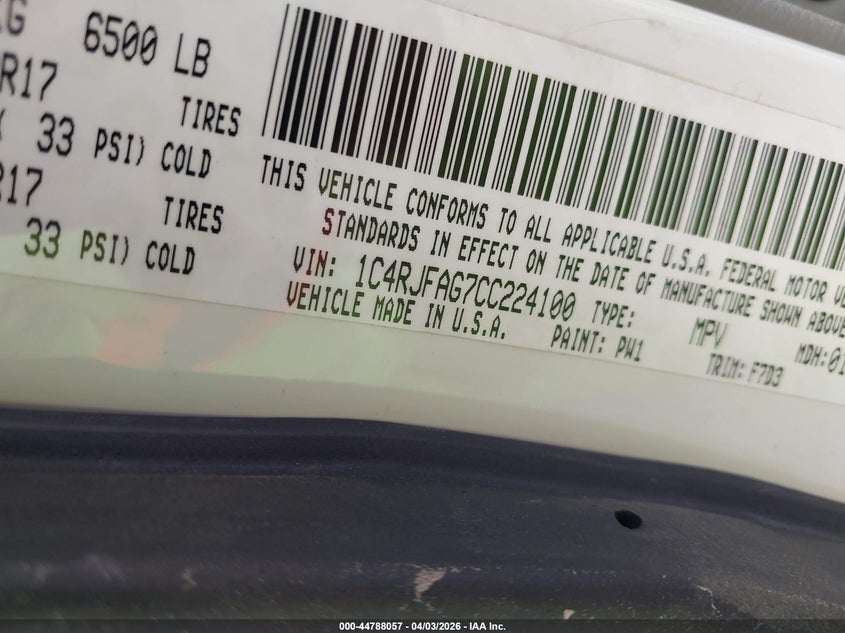 6500 LB
R17
TIRES
33 PSI) COLD
R17
TIRES
33 PSI) COLD
THIS VEHICLE CONFORMS TO ALL APPLICABLE U.S.A. FEDERAL MOTOR
STANDARDS IN EFFECT ON THE DATE OF MANUFACTURE SHOWN ABOVE
VIN: 1C4RJFAG7CC224100 TYPE: MPV MDH:01
VEHICLE MADE IN U.S.A. PAINT: PW1 TRIM: F7D3
000-44788057 - 04/03/2026 - IAA Inc.